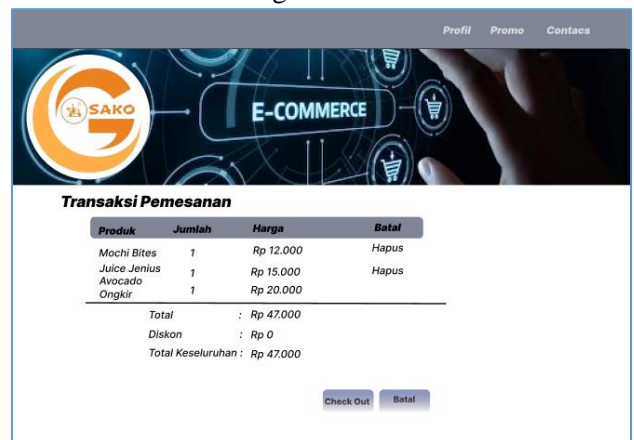 Profil Promo Contacs
SAKO
E-COMMERCE
Transaksi Pemesanan
Produk Jumlah Harga Batal
Mochi Bites 1 Rp 12.000 Hapus
Juice Jenius
Avocado 1 Rp 15.000 Hapus
Ongkir 1 Rp 20.000
Total : Rp 47.000
Diskon : Rp 0
Total Keseluruhan : Rp 47.000
Check Out Batal